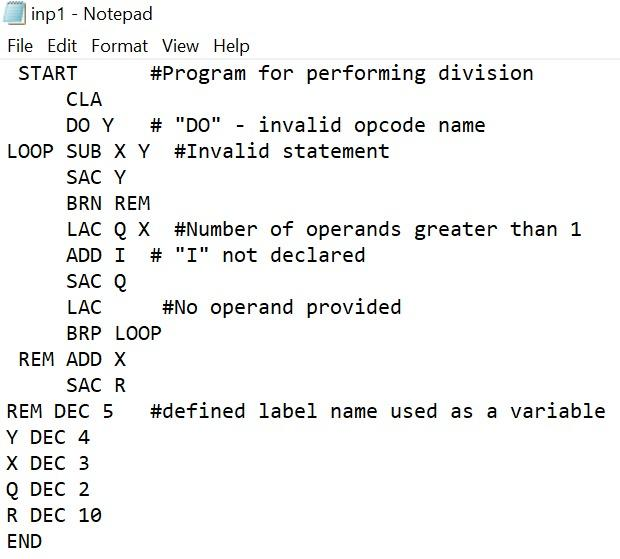 inp1 - Notepad
File Edit Format View Help
START #Program for performing division
CLA
DO Y # "DO" - invalid opcode name
LOOP SUB X Y #Invalid statement
SAC Y
BRN REM
LAC Q X #Number of operands greater than 1
ADD I # "I" not declared
SAC Q
LAC #No operand provided
BRP LOOP
REM ADD X
SAC R
REM DEC 5 #defined label name used as a variable
Y DEC 4
X DEC 3
Q DEC 2
R DEC 10
END